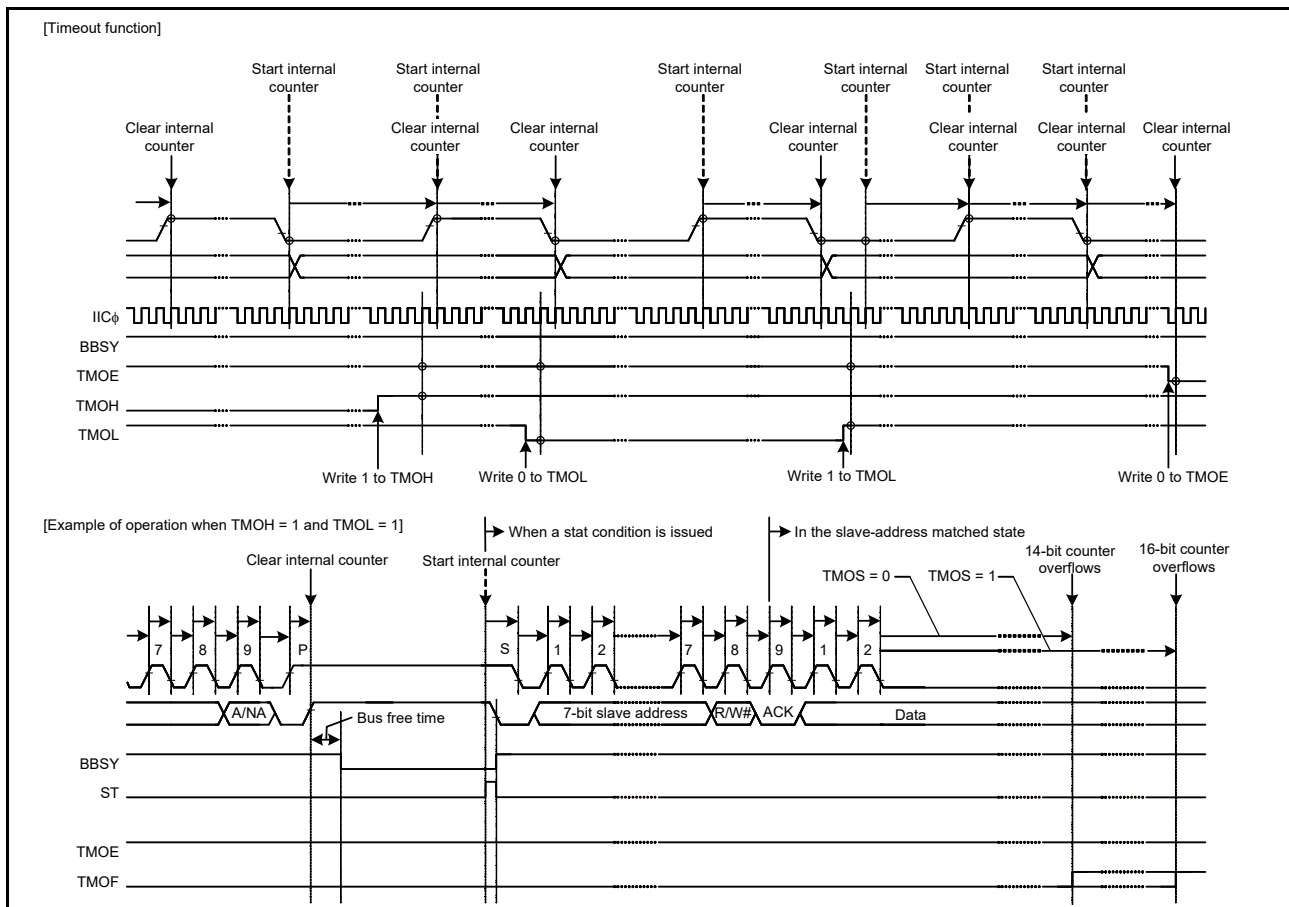 [Timeout function]
Start internal
counter
Start internal
counter
Start internal
counter
Start internal
counter
Start internal
counter
Start internal
counter
Clear internal
counter
Clear internal
counter
Clear internal
counter
Clear internal
counter
Clear internal
counter
Clear internal
counter
Clear internal
counter
IICφ
BBSY
TMOE
TMOH
TMOL
Write 1 to TMOH
Write 0 to TMOL
Write 1 to TMOL
Write 0 to TMOE
[Example of operation when TMOH = 1 and TMOL = 1]
When a stat condition is issued
In the slave-address matched state
Clear internal counter
Start internal counter
14-bit counter
overflows
16-bit counter
overflows
TMOS = 0
TMOS = 1
7 8 9 P S 1 2 7 8 9 1 2
A/NA
7-bit slave address
R/W#
ACK
Data
Bus free time
BBSY
ST
TMOE
TMOF